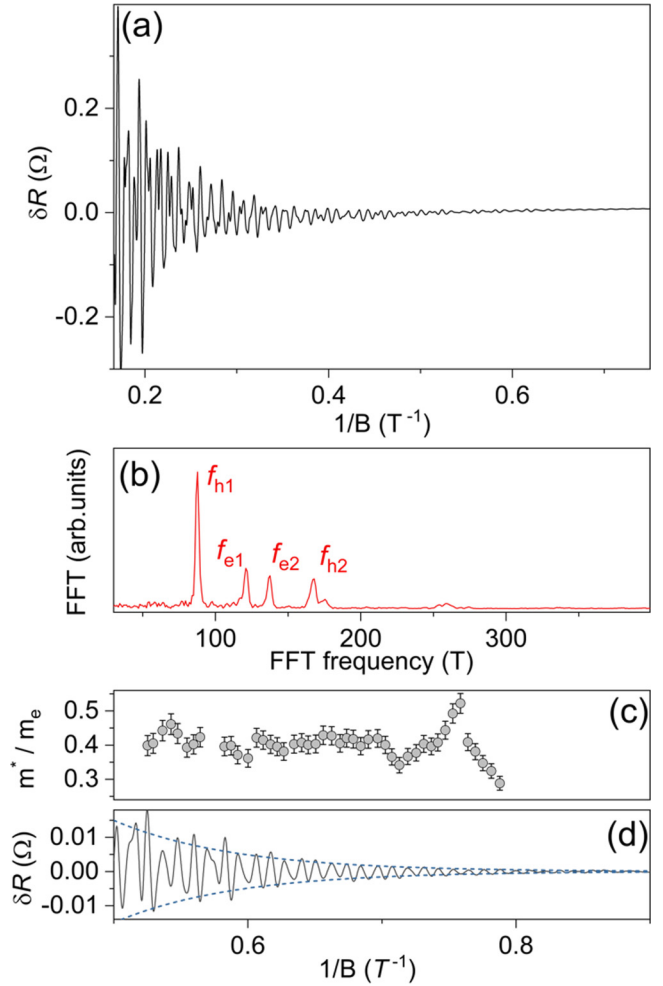 (a)
0.2
0.0
-0.2
δR (Ω)
0.2 0.4 0.6
1/B (T⁻¹)
(b)
f_h1
f_e1 f_e2 f_h2
FFT (arb.units)
100 200 300
FFT frequency (T)
(c)
0.5
0.4
0.3
m* / m_e
(d)
0.01
0.00
-0.01
δR (Ω)
0.6 0.8
1/B (T⁻¹)